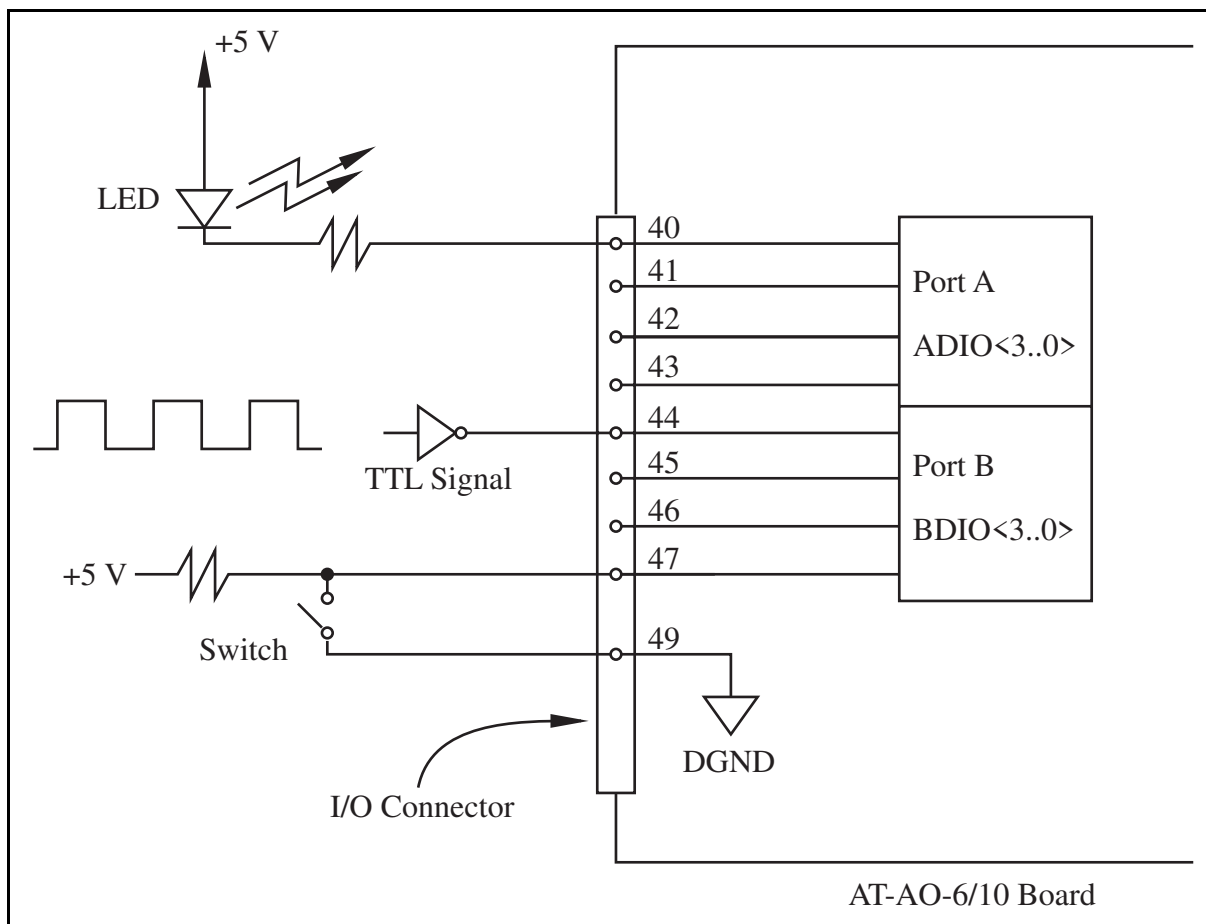 +5 V
LED
40
41
Port A
42
ADIO<3..0>
43
44
TTL Signal
45
Port B
46
BDIO<3..0>
+5 V
47
Switch
49
DGND
I/O Connector
AT-AO-6/10 Board